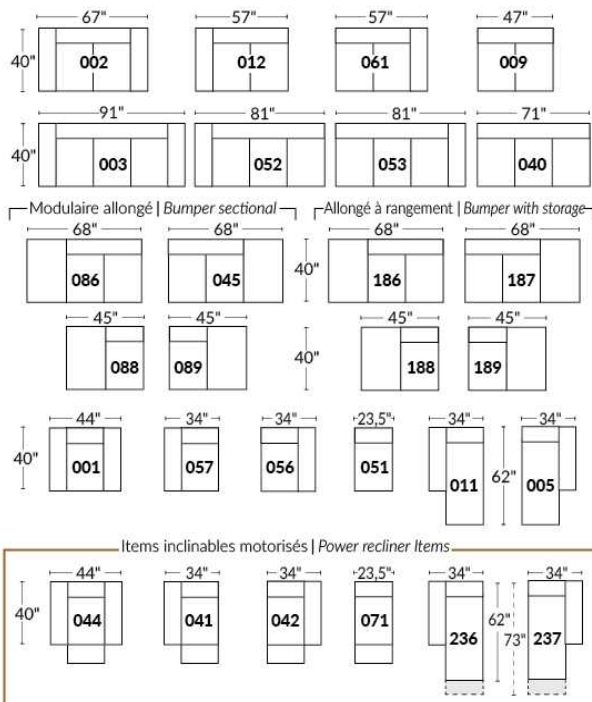 67" 57" 57" 47"
40" 002 012 061 009
91" 81" 81" 71"
40" 003 052 053 040
Modulaire allongé | Bumper sectional Allongé à rangement | Bumper with storage
68" 68" 68" 68"
086 045 40" 186 187
45" 45" 45" 45"
088 089 40" 188 189
44" 34" 34" 23,5" 34" 34"
40" 001 057 056 051 011 62" 005
Items inclinables motorisés | Power recliner Items
44" 34" 34" 23,5" 34" 34"
40" 044 041 042 071 236 62" 73" 237